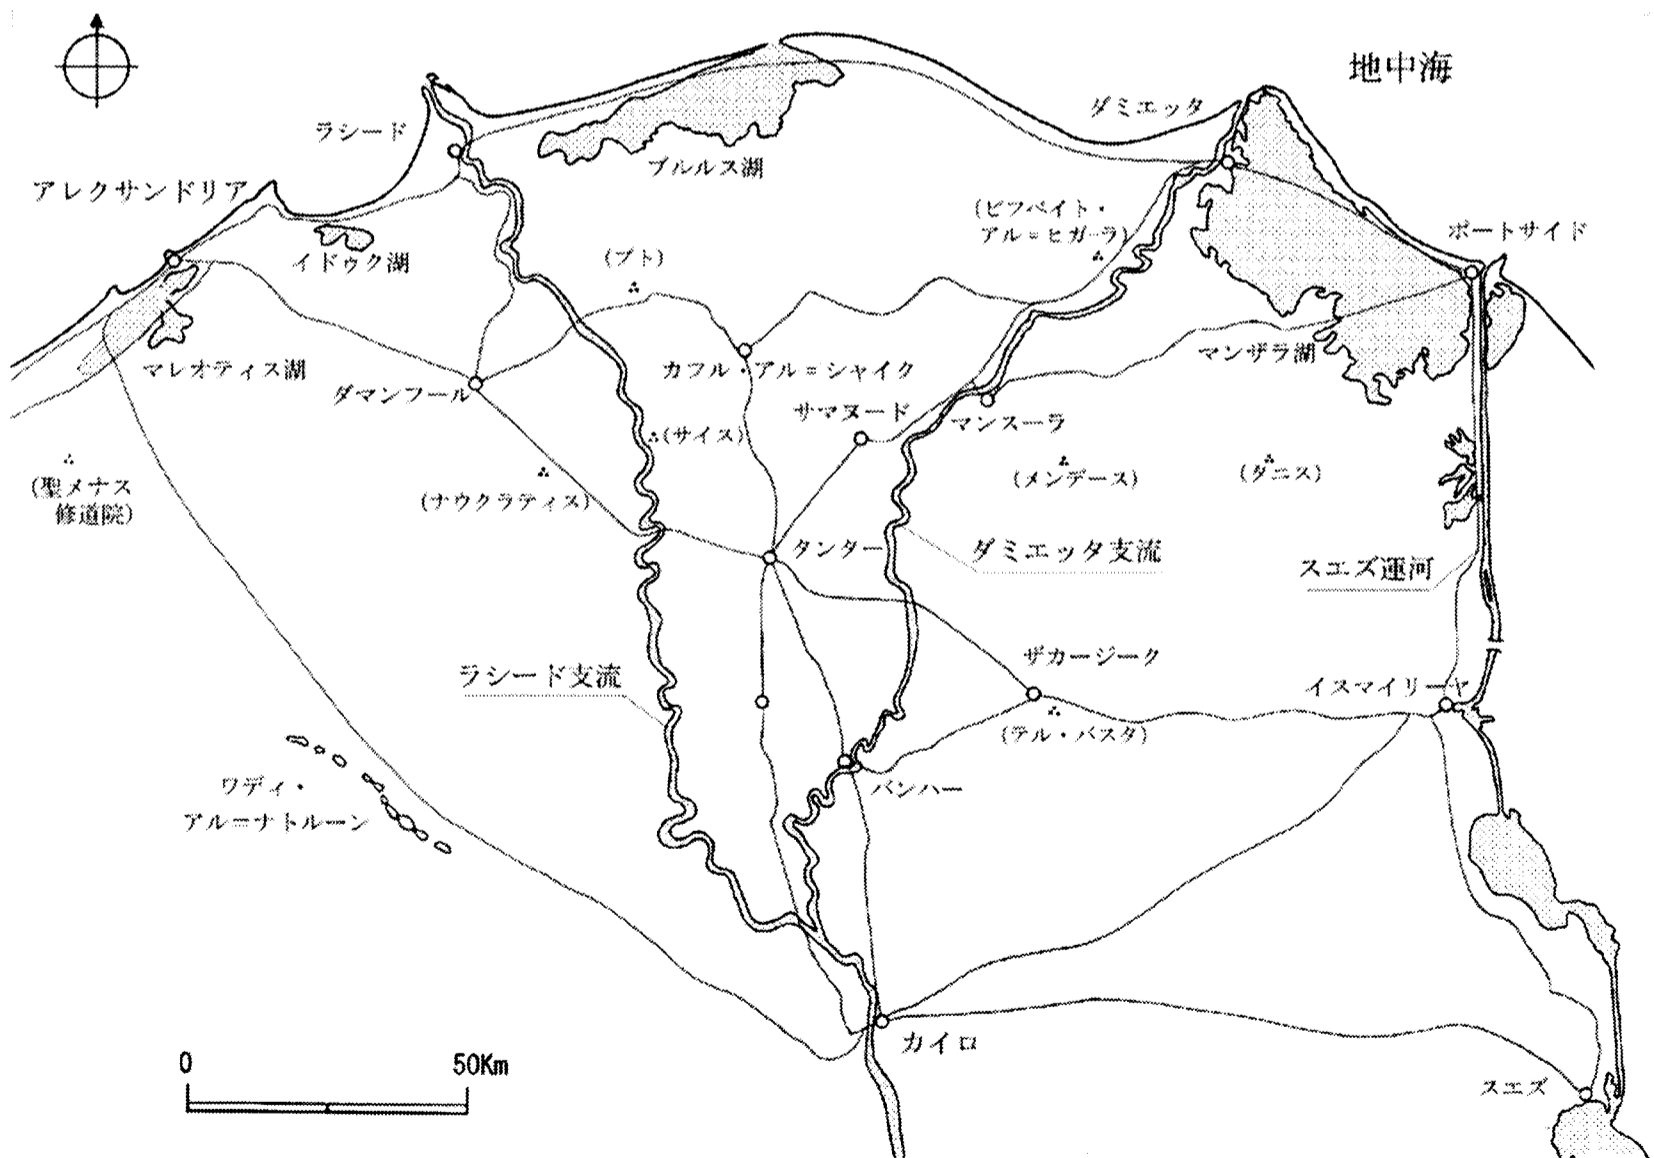 地中海
ダミエッタ
ラシード
ブルルス湖
アレクサンドリア
(ビフベイト・
アル=ヒガーラ)
ポートサイド
イドゥク湖
(ブト)
マンザラ湖
マレオティス湖
カフル・アル=シャイク
ダマンフール
サマヌード
マンスーラ
(サイス)
(聖メナス
修道院)
(ナウクラティス)
(メンデース)
(タニス)
タンター
ダミエッタ支流
スエズ運河
ザカージーク
ラシード支流
イスマイリーヤ
(テル・バスタ)
ワディ・
アル=ナトルーン
バンハー
カイロ
0 50Km
スエズ